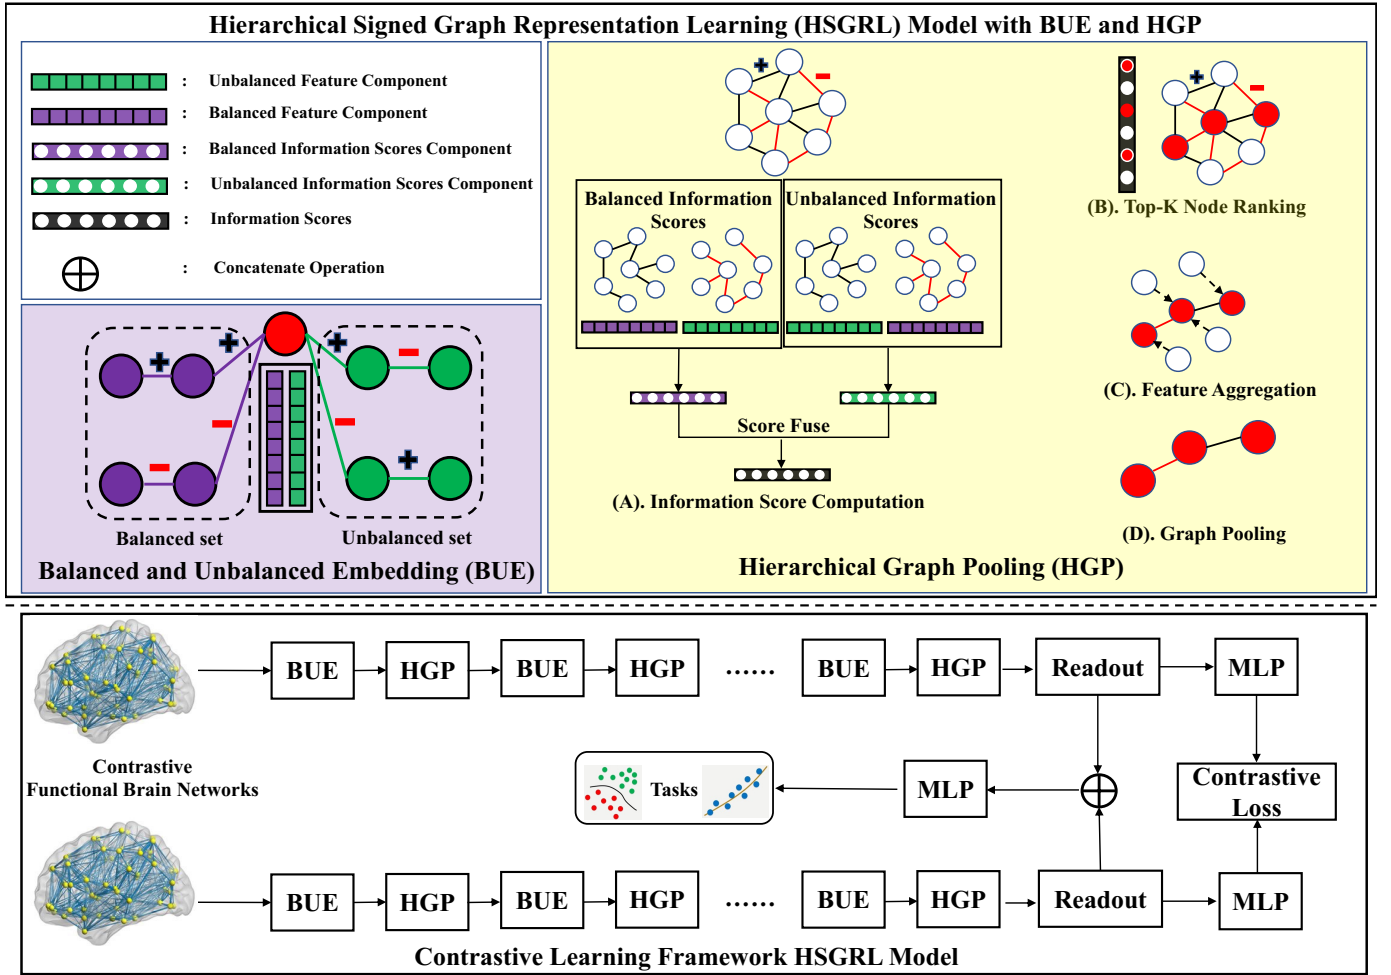 Hierarchical Signed Graph Representation Learning (HSGRL) Model with BUE and HGP
: Unbalanced Feature Component
: Balanced Feature Component
: Balanced Information Scores Component
: Unbalanced Information Scores Component
: Information Scores
: Concatenate Operation
Balanced set
Unbalanced set
Balanced and Unbalanced Embedding (BUE)
Balanced Information
Scores
Unbalanced Information
Scores
Score Fuse
(A). Information Score Computation
(B). Top-K Node Ranking
(C). Feature Aggregation
(D). Graph Pooling
Hierarchical Graph Pooling (HGP)
BUE
HGP
BUE
HGP
......
BUE
HGP
Readout
MLP
Contrastive
Functional Brain Networks
Tasks
MLP
Contrastive
Loss
BUE
HGP
BUE
HGP
......
BUE
HGP
Readout
MLP
Contrastive Learning Framework HSGRL Model